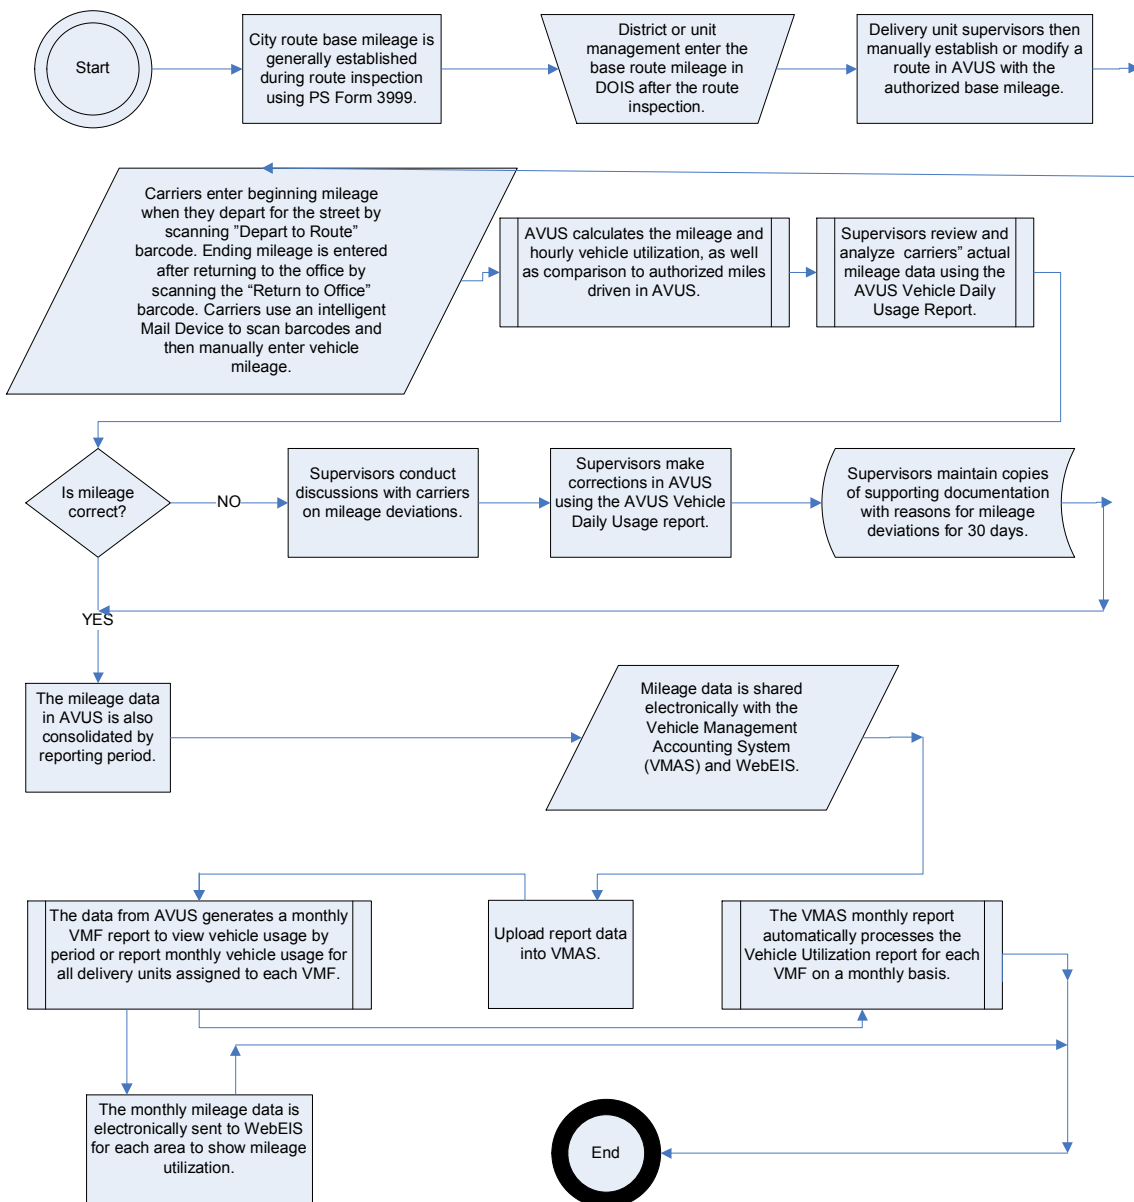 Start
City route base mileage is
generally established
during route inspection
using PS Form 3999.
District or unit
management enter the
base route mileage in
DOIS after the route
inspection.
Delivery unit supervisors then
manually establish or modify a
route in AVUS with the
authorized base mileage.
Carriers enter beginning mileage
when they depart for the street by
scanning ”Depart to Route”
barcode. Ending mileage is entered
after returning to the office by
scanning the “Return to Office”
barcode. Carriers use an intelligent
Mail Device to scan barcodes and
then manually enter vehicle
mileage.
AVUS calculates the mileage and
hourly vehicle utilization, as well
as comparison to authorized miles
driven in AVUS.
Supervisors review and
analyze carriers” actual
mileage data using the
AVUS Vehicle Daily
Usage Report.
Is mileage
correct?
NO
Supervisors conduct
discussions with carriers
on mileage deviations.
Supervisors make
corrections in AVUS
using the AVUS Vehicle
Daily Usage report.
Supervisors maintain copies
of supporting documentation
with reasons for mileage
deviations for 30 days.
YES
The mileage data
in AVUS is also
consolidated by
reporting period.
Mileage data is shared
electronically with the
Vehicle Management
Accounting System
(VMAS) and WebEIS.
The data from AVUS generates a monthly
VMF report to view vehicle usage by
period or report monthly vehicle usage for
all delivery units assigned to each VMF.
Upload report data
into VMAS.
The VMAS monthly report
automatically processes the
Vehicle Utilization report for each
VMF on a monthly basis.
The monthly mileage data is
electronically sent to WebEIS
for each area to show mileage
utilization.
End